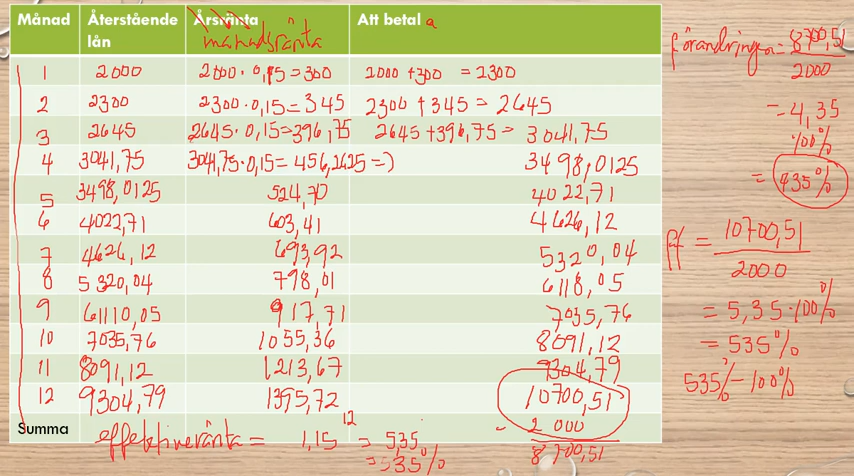 Månad Återstående lån Årsränta månadsränta Att betala
1 2000 2000·0,15=300 2000+300 =2300
2 2300 2300·0,15=345 2300+345=2645
3 2645 2645·0,15=396,75 2645+396,75= 3041,75
4 3041,75 3041,75·0,15=456,2625=) 3498,0125
5 3498,0125 524,70 4022,71
6 4022,71 603,41 4626,12
7 4626,12 693,92 5320,04
8 5320,04 798,01 6118,05
9 61110,05 917,71 7035,76
10 7035,76 1055,36 8091,12
11 8091,12 1213,67 9304,79
12 9304,79 1395,72 10700,51
- 2 000
8 700,51
Summa
effektiveränta = 1,15^12 = 5,35
=535%
förändringen= 8700,51 / 2000
= 4,35
100%
= 435%
ff = 10700,51 / 2000
= 5,35·100%
= 535%
535%-100%